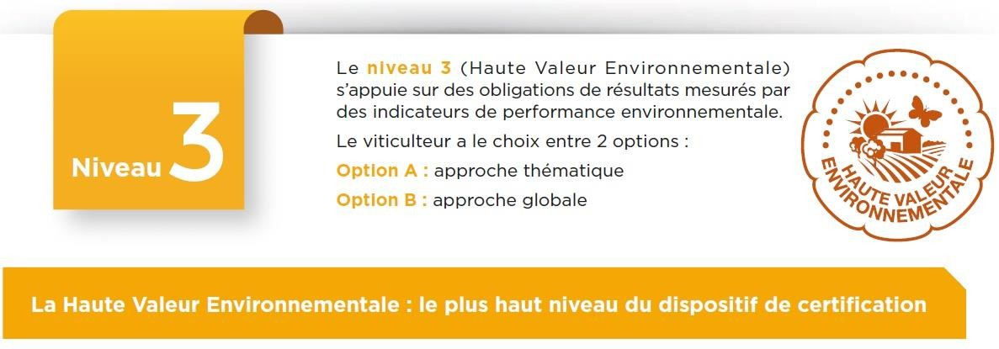 Niveau 3
Le niveau 3 (Haute Valeur Environnementale)
s'appuie sur des obligations de résultats mesurés par
des indicateurs de performance environnementale.
Le viticulteur a le choix entre 2 options :
Option A : approche thématique
Option B : approche globale
HAUTE VALEUR
ENVIRONNEMENTALE
La Haute Valeur Environnementale : le plus haut niveau du dispositif de certification